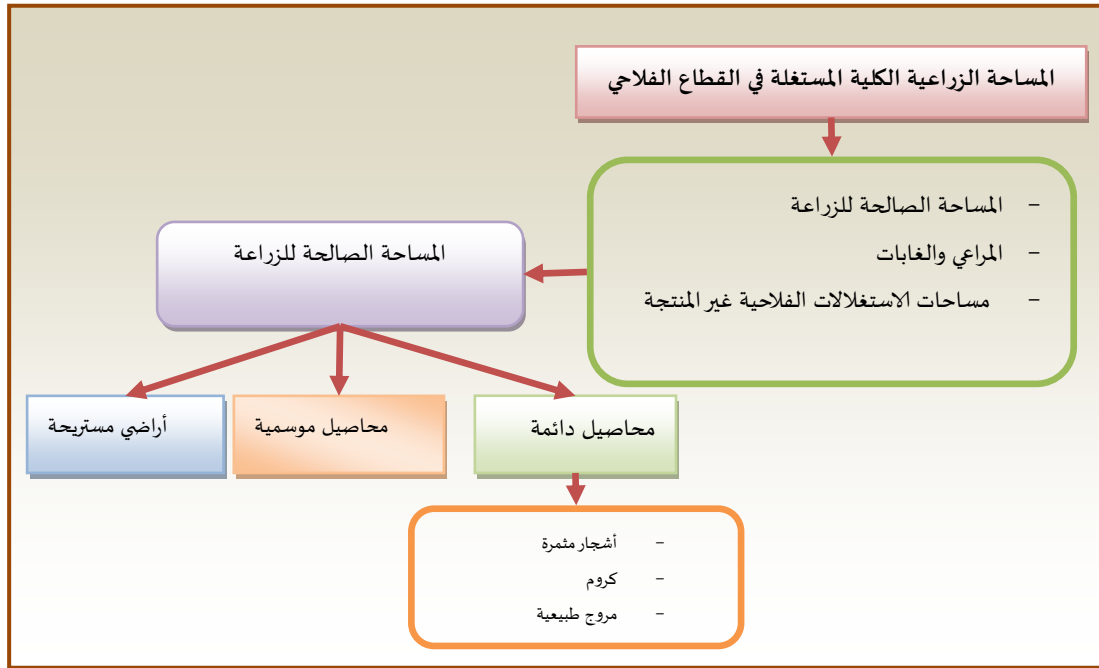 المساحة الزراعية الكلية المستغلة في القطاع الفلاحي
- المساحة الصالحة للزراعة
- المراعي والغابات
- مساحات الاستغلالات الفلاحية غير المنتجة
المساحة الصالحة للزراعة
محاصيل دائمة
محاصيل موسمية
أراضي مستريحة
- أشجار مثمرة
- كروم
- مروج طبيعية